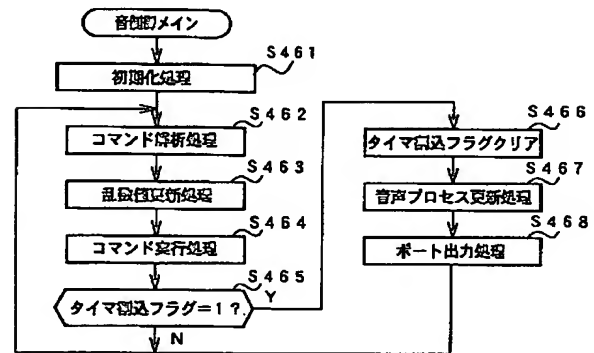 音制御メイン
S461
初期化処理
S462
コマンド解析処理
S463
乱数値更新処理
S464
コマンド実行処理
S465
タイマ割込フラグ=1?
Y
N
S466
タイマ割込フラグクリア
S467
音声プロセス更新処理
S468
ポート出力処理